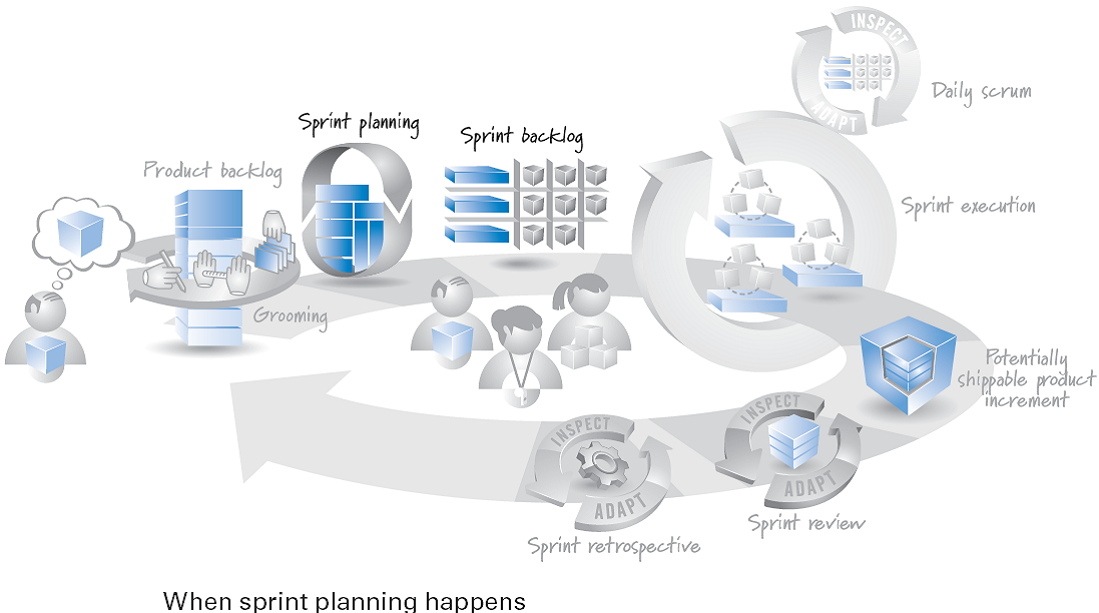 INSPECT
ADAPT
Daily scrum
Sprint planning
Sprint backlog
Product backlog
Sprint execution
Grooming
Potentially
shippable product
increment
INSPECT
ADAPT
Sprint review
INSPECT
ADAPT
Sprint retrospective
When sprint planning happens